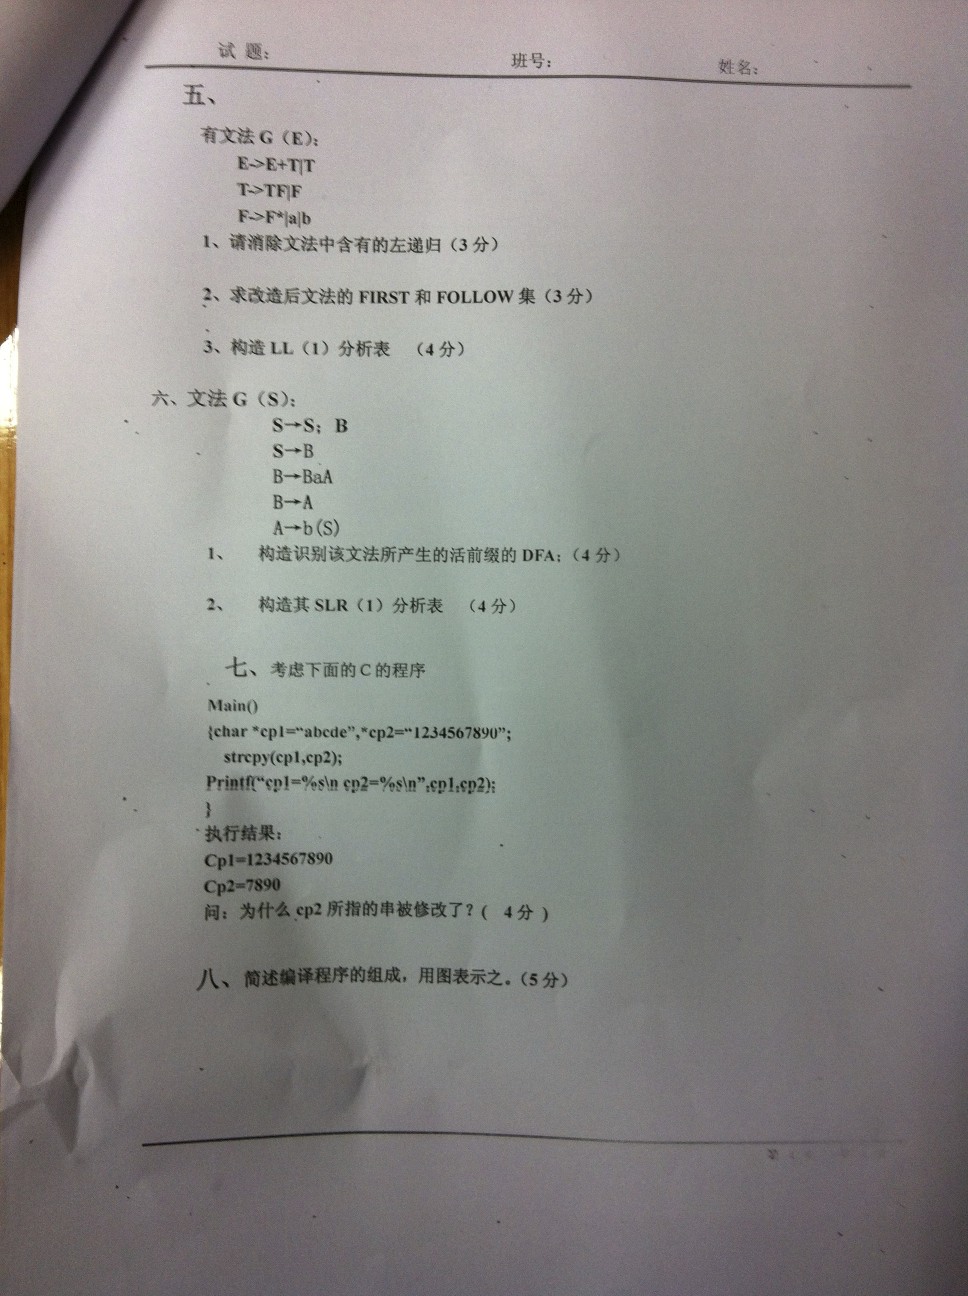 试 题: 班号: 姓名:
五、
有文法 G（E）:
E->E+T|T
T->TF|F
F->F*|a|b
1、请消除文法中含有的左递归（3 分）
2、求改造后文法的 FIRST 和 FOLLOW 集（3 分）
3、构造 LL（1）分析表 （4 分）
六、文法 G（S）:
S→S；B
S→B
B→BaA
B→A
A→b(S)
1、 构造识别该文法所产生的活前缀的 DFA;（4 分）
2、 构造其 SLR（1）分析表 （4 分）
七、考虑下面的 C 的程序
Main()
{char *cp1="abcde",*cp2="1234567890";
strcpy(cp1,cp2);
Printf("cp1=%s\n cp2=%s\n",cp1,cp2);
}
执行结果:
Cp1=1234567890
Cp2=7890
问: 为什么 cp2 所指的串被修改了?( 4 分 )
八、简述编译程序的组成，用图表示之。(5 分)